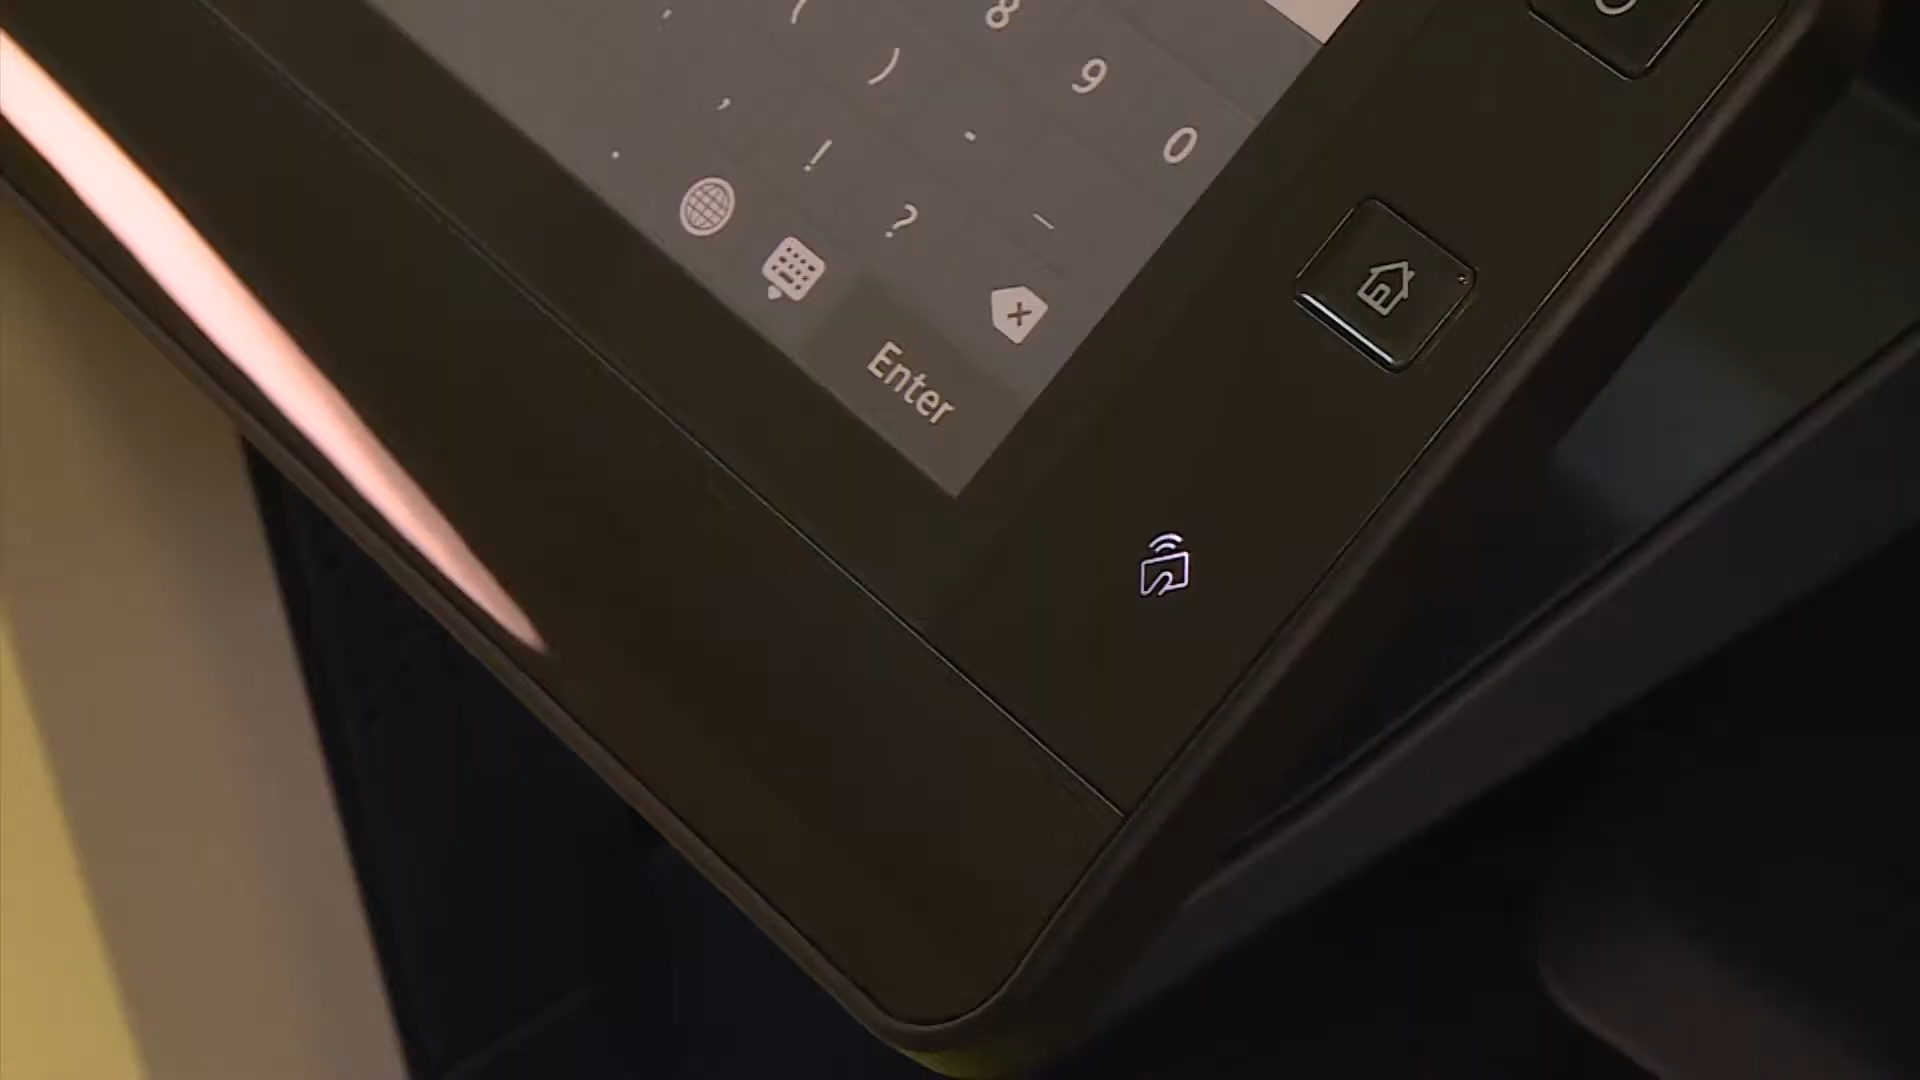 8 9 0
) -
, ! ? _
.
Enter